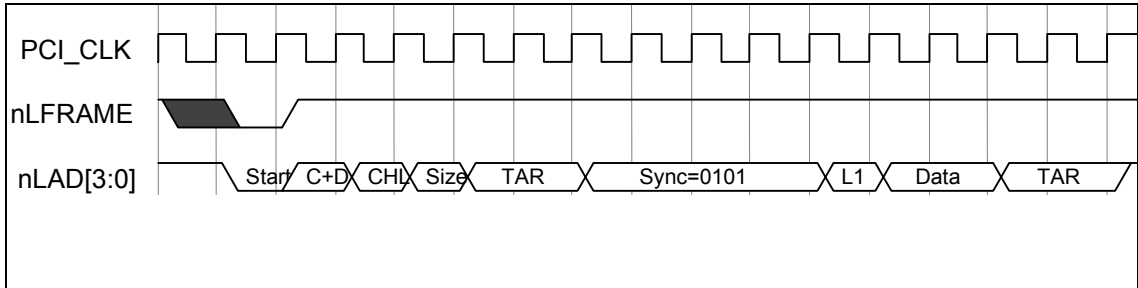 PCI_CLK
nLFRAME
nLAD[3:0] Start C+D CHL Size TAR Sync=0101 L1 Data TAR